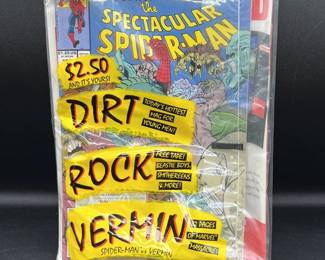 the
SPECTACULAR
SPIDER-MAN
$2.50
AND IT'S YOURS!
DIRT
TODAY'S HOTTEST
MAG FOR
YOUNG MEN!
ROCK
FREE TAPE!
BEASTIE BOYS,
SMITHEREENS
& MORE!
VERMIN
PAGES
OF MARVEL
MASSACRE!
SPIDER-MAN vs VERMIN